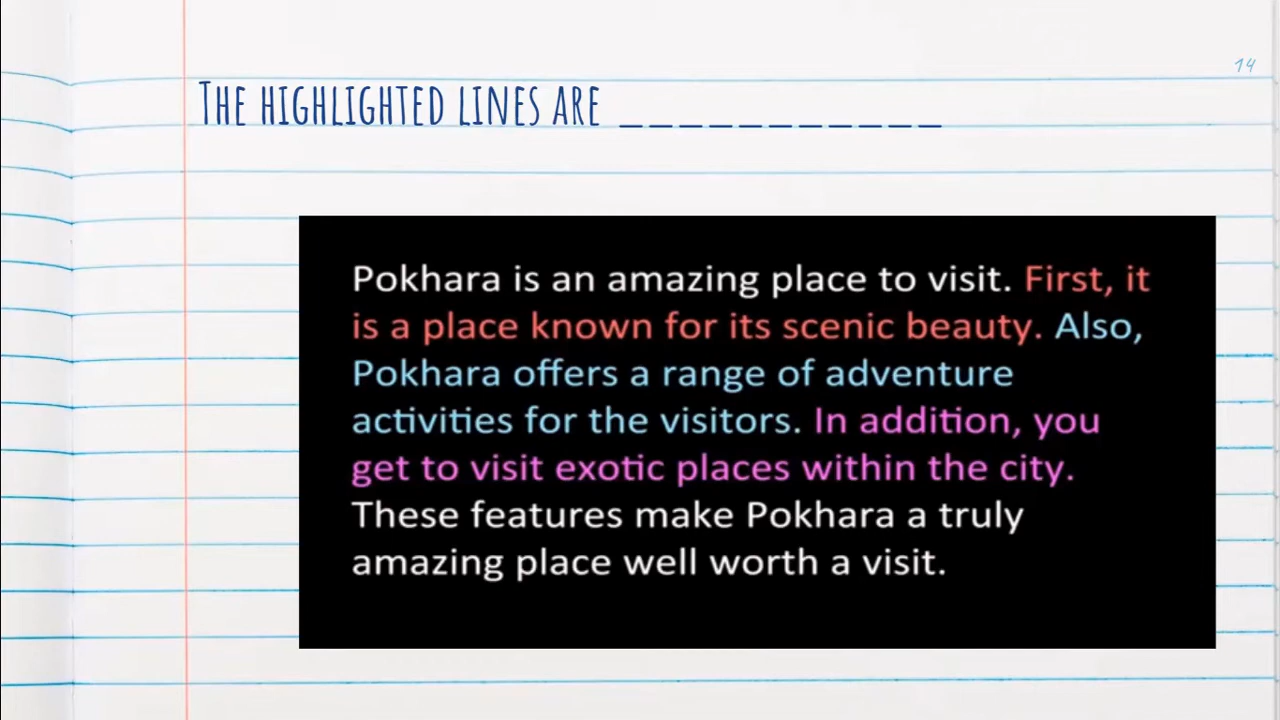 14
The highlighted lines are ___________
Pokhara is an amazing place to visit. First, it
is a place known for its scenic beauty. Also,
Pokhara offers a range of adventure
activities for the visitors. In addition, you
get to visit exotic places within the city.
These features make Pokhara a truly
amazing place well worth a visit.